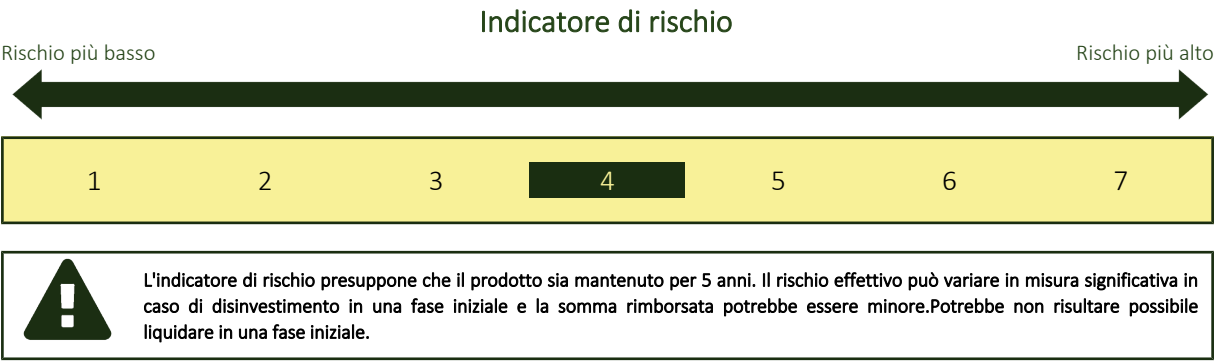 Indicatore di rischio
Rischio più basso
Rischio più alto
1 2 3 4 5 6 7
L'indicatore di rischio presuppone che il prodotto sia mantenuto per 5 anni. Il rischio effettivo può variare in misura significativa in
caso di disinvestimento in una fase iniziale e la somma rimborsata potrebbe essere minore.Potrebbe non risultare possibile
liquidare in una fase iniziale.